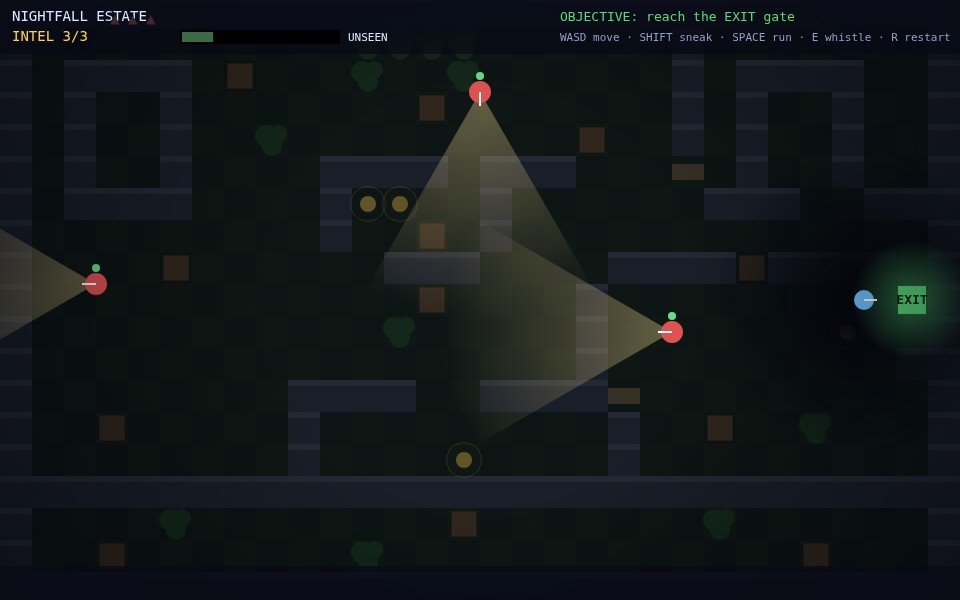 NIGHTFALL ESTATE
OBJECTIVE: reach the EXIT gate
INTEL 3/3
UNSEEN
WASD move · SHIFT sneak · SPACE run · E whistle · R restart
EXIT